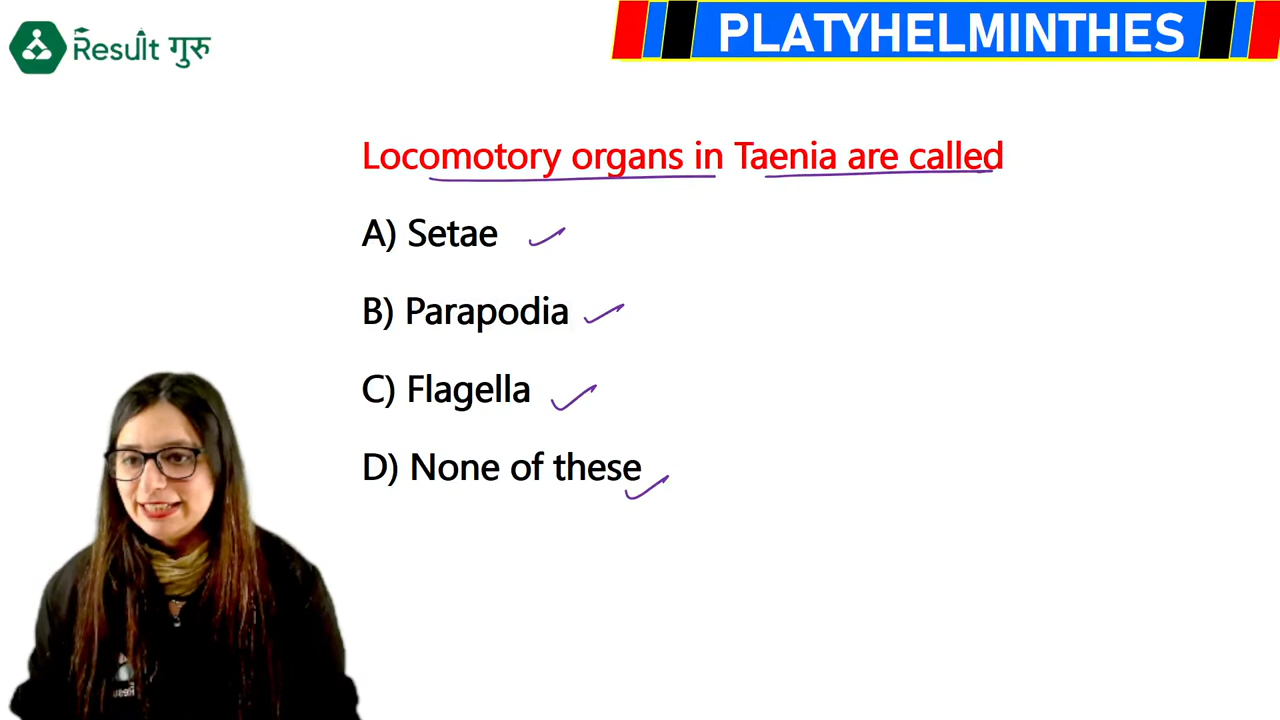 Result गुरु
PLATYHELMINTHES
Locomotory organs in Taenia are called
A) Setae
B) Parapodia
C) Flagella
D) None of these